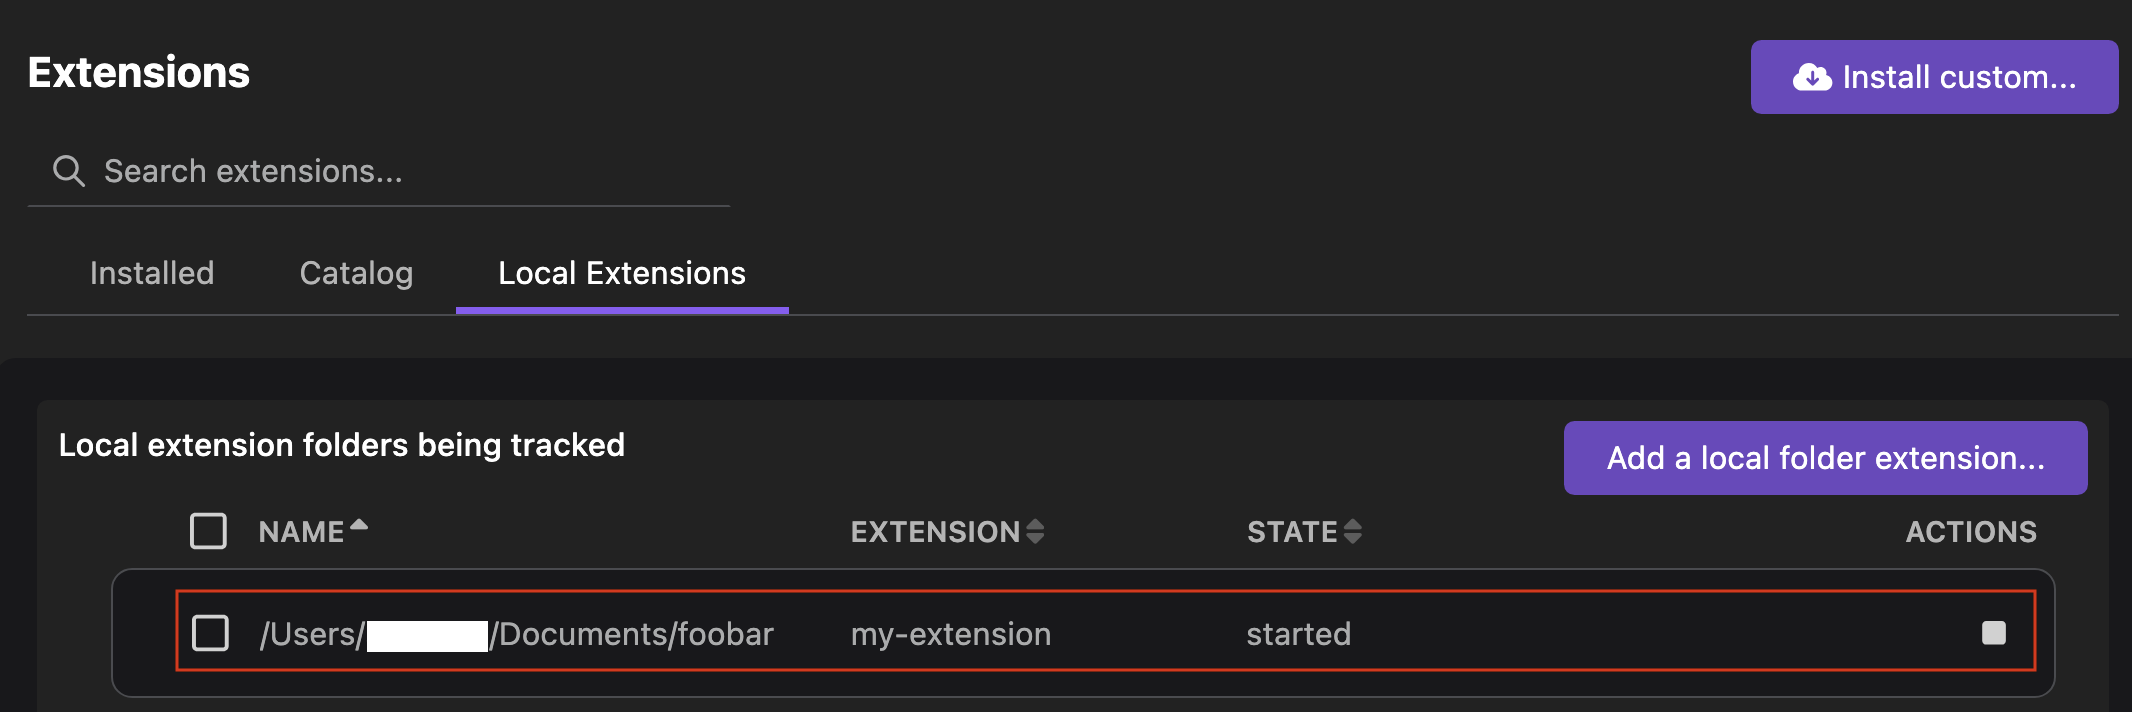 Extensions
Install custom...
Search extensions...
Installed Catalog Local Extensions
Local extension folders being tracked
Add a local folder extension...
NAME EXTENSION STATE ACTIONS
/Users/ /Documents/foobar my-extension started